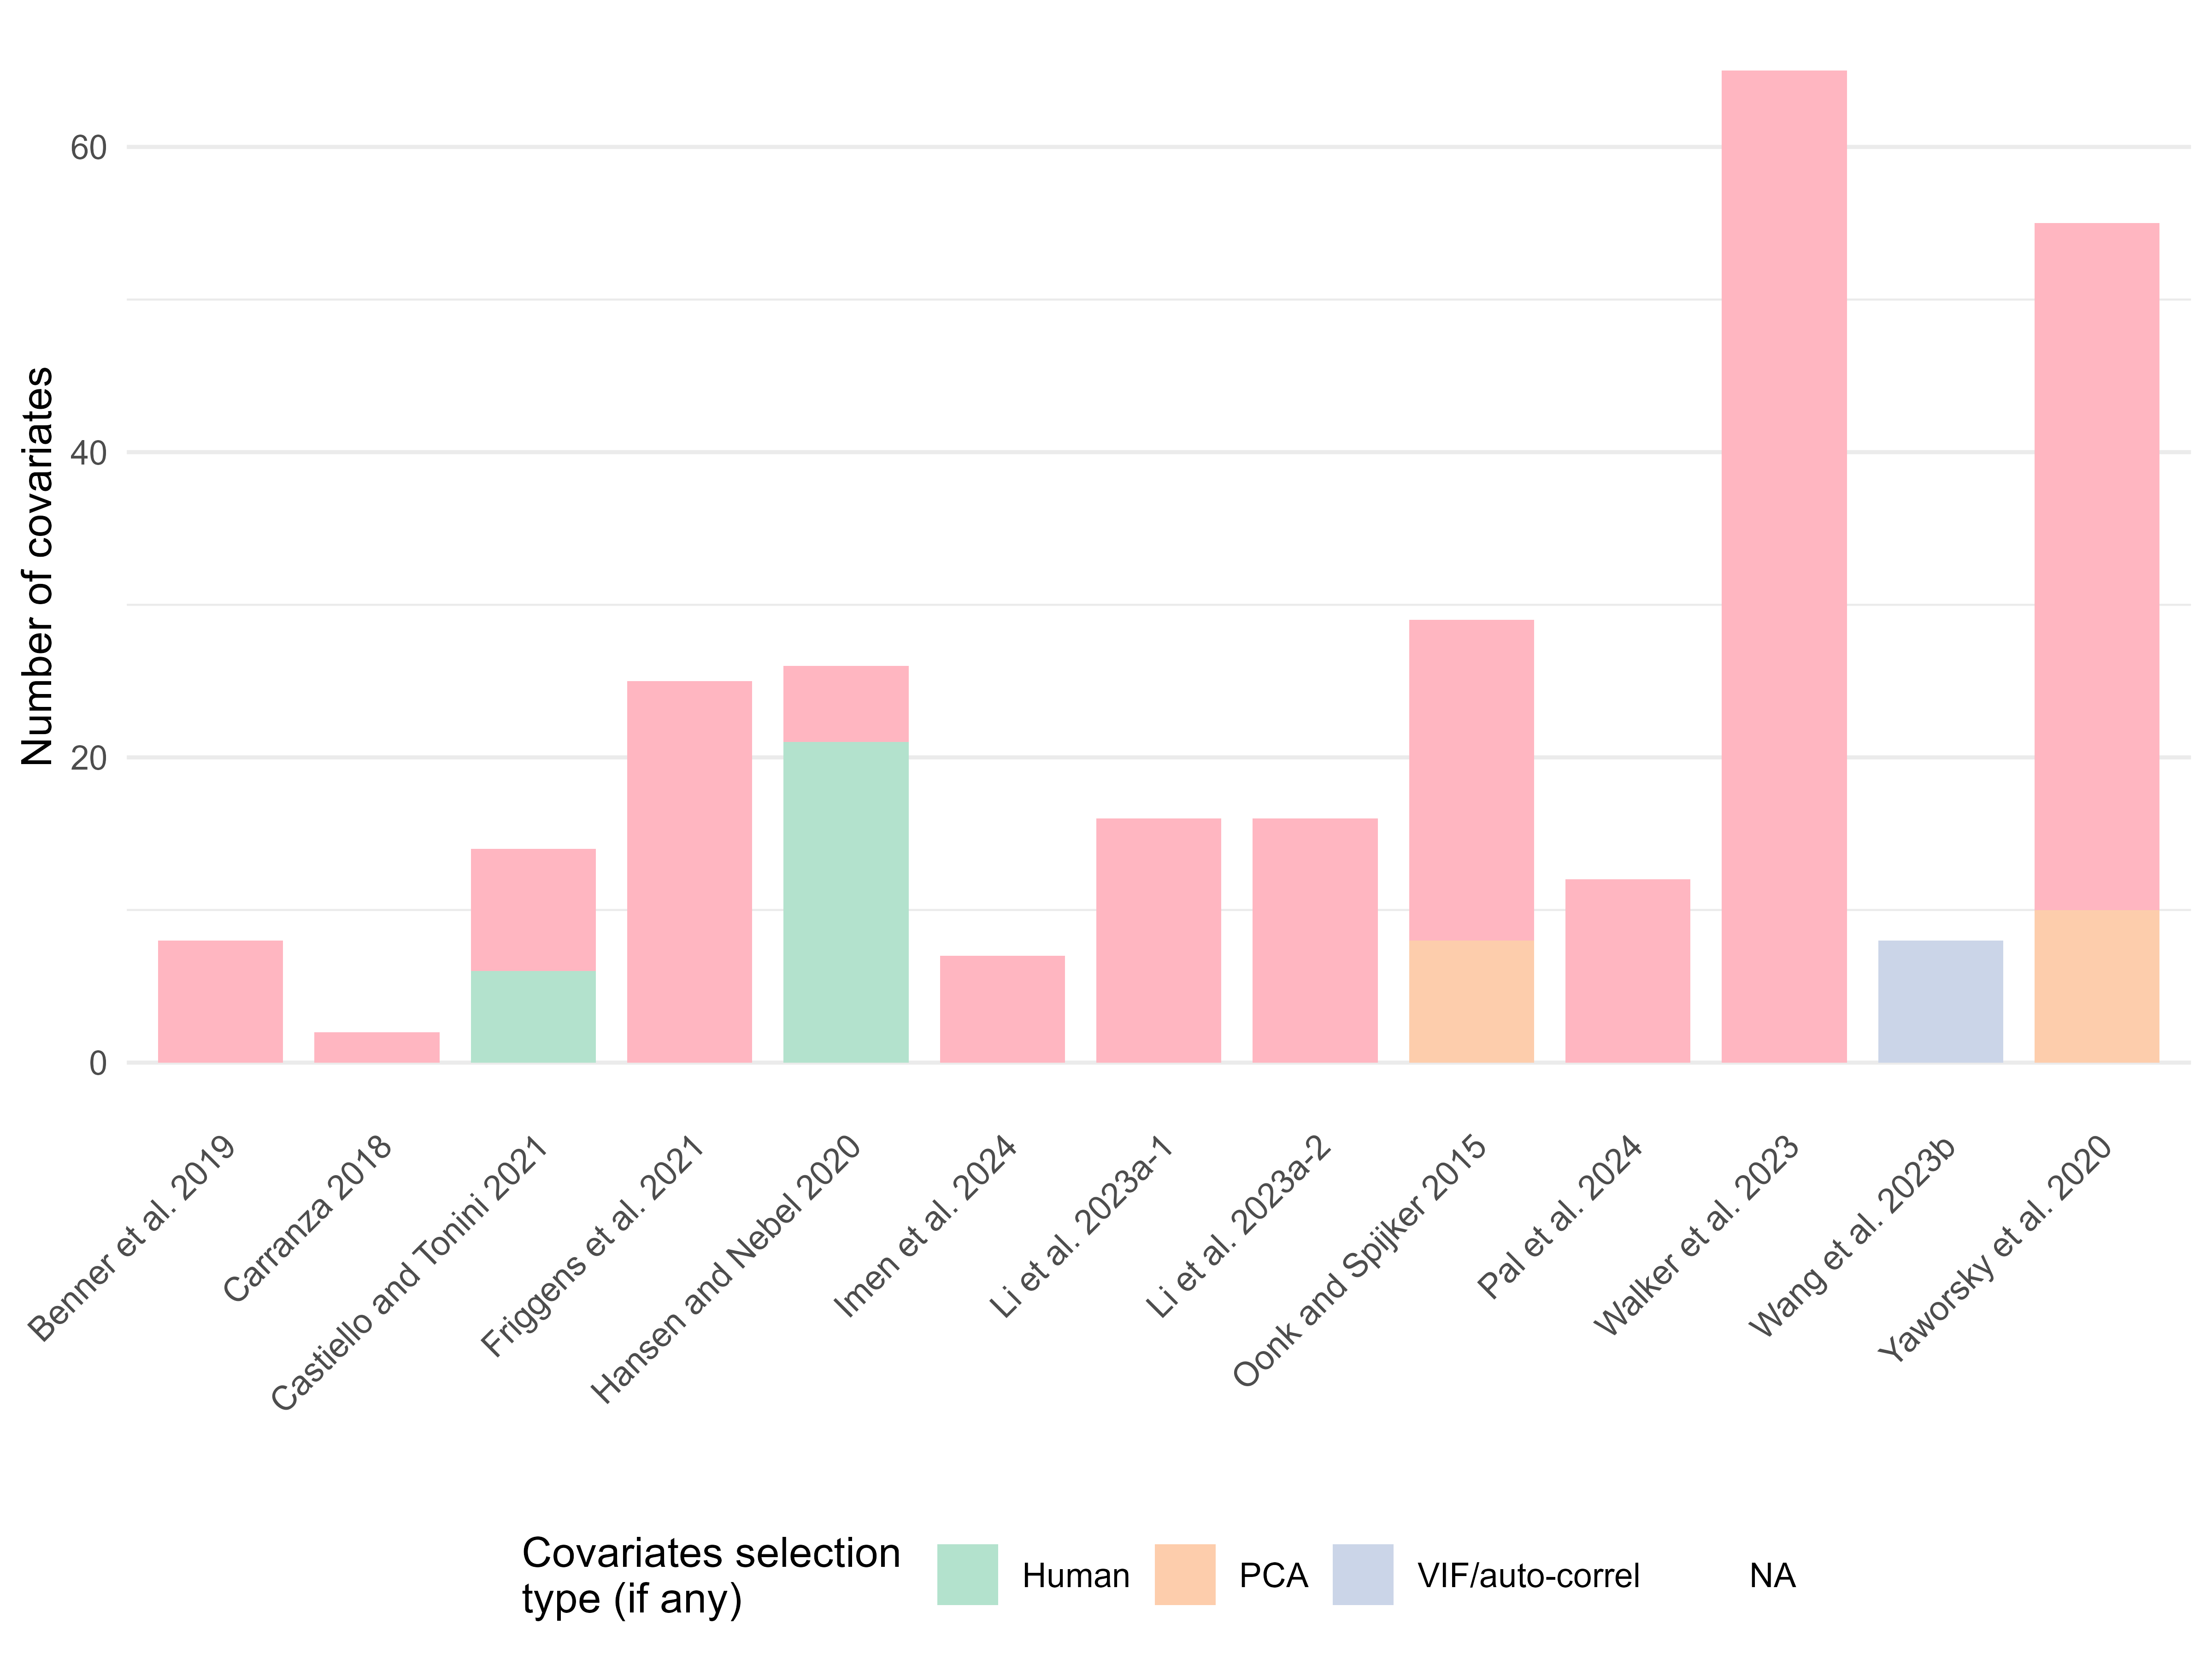 Number of covariates
60
40
20
0
Benner et al. 2019
Carranza 2018
Castiello and Tonini 2021
Friggens et al. 2021
Hansen and Nebel 2020
Imen et al. 2024
Li et al. 2023a-1
Li et al. 2023a-2
Oonk and Spijker 2015
Pal et al. 2024
Walker et al. 2023
Wang et al. 2023b
Yaworsky et al. 2020
Covariates selection
type (if any)
Human
PCA
VIF/auto-correl
NA